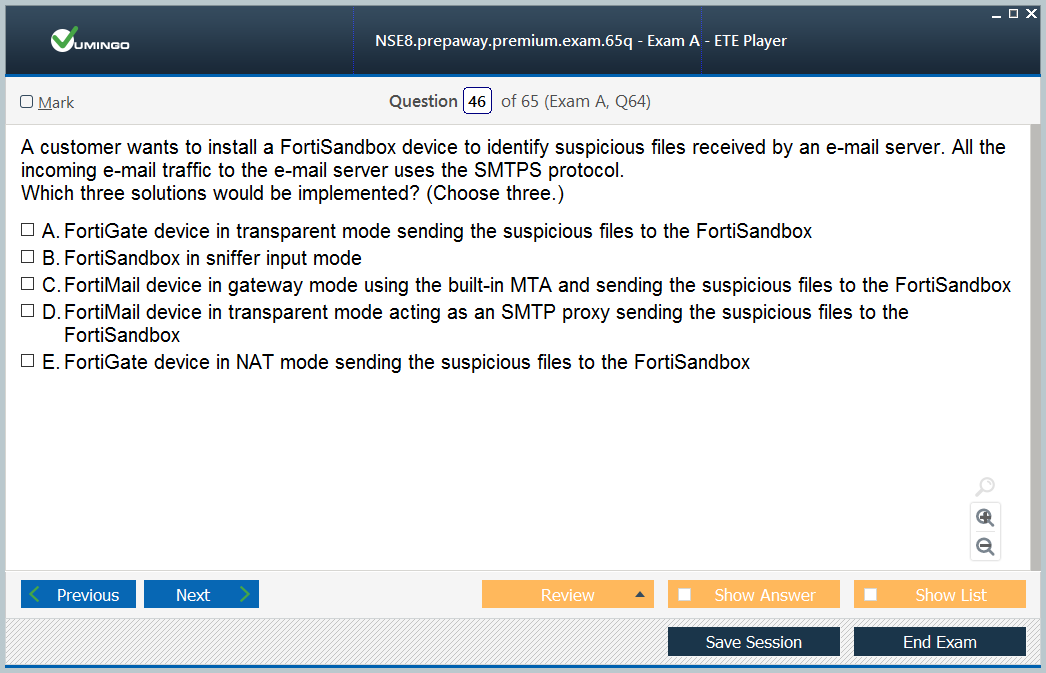 VUMINGO
NSE8.prepaway.premium.exam.65q - Exam A - ETE Player
Mark
Question 46 of 65 (Exam A, Q64)
A customer wants to install a FortiSandbox device to identify suspicious files received by an e-mail server. All the
incoming e-mail traffic to the e-mail server uses the SMTPS protocol.
Which three solutions would be implemented? (Choose three.)
A. FortiGate device in transparent mode sending the suspicious files to the FortiSandbox
B. FortiSandbox in sniffer input mode
C. FortiMail device in gateway mode using the built-in MTA and sending the suspicious files to the FortiSandbox
D. FortiMail device in transparent mode acting as an SMTP proxy sending the suspicious files to the
FortiSandbox
E. FortiGate device in NAT mode sending the suspicious files to the FortiSandbox
Previous
Next
Review
Show Answer
Show List
Save Session
End Exam